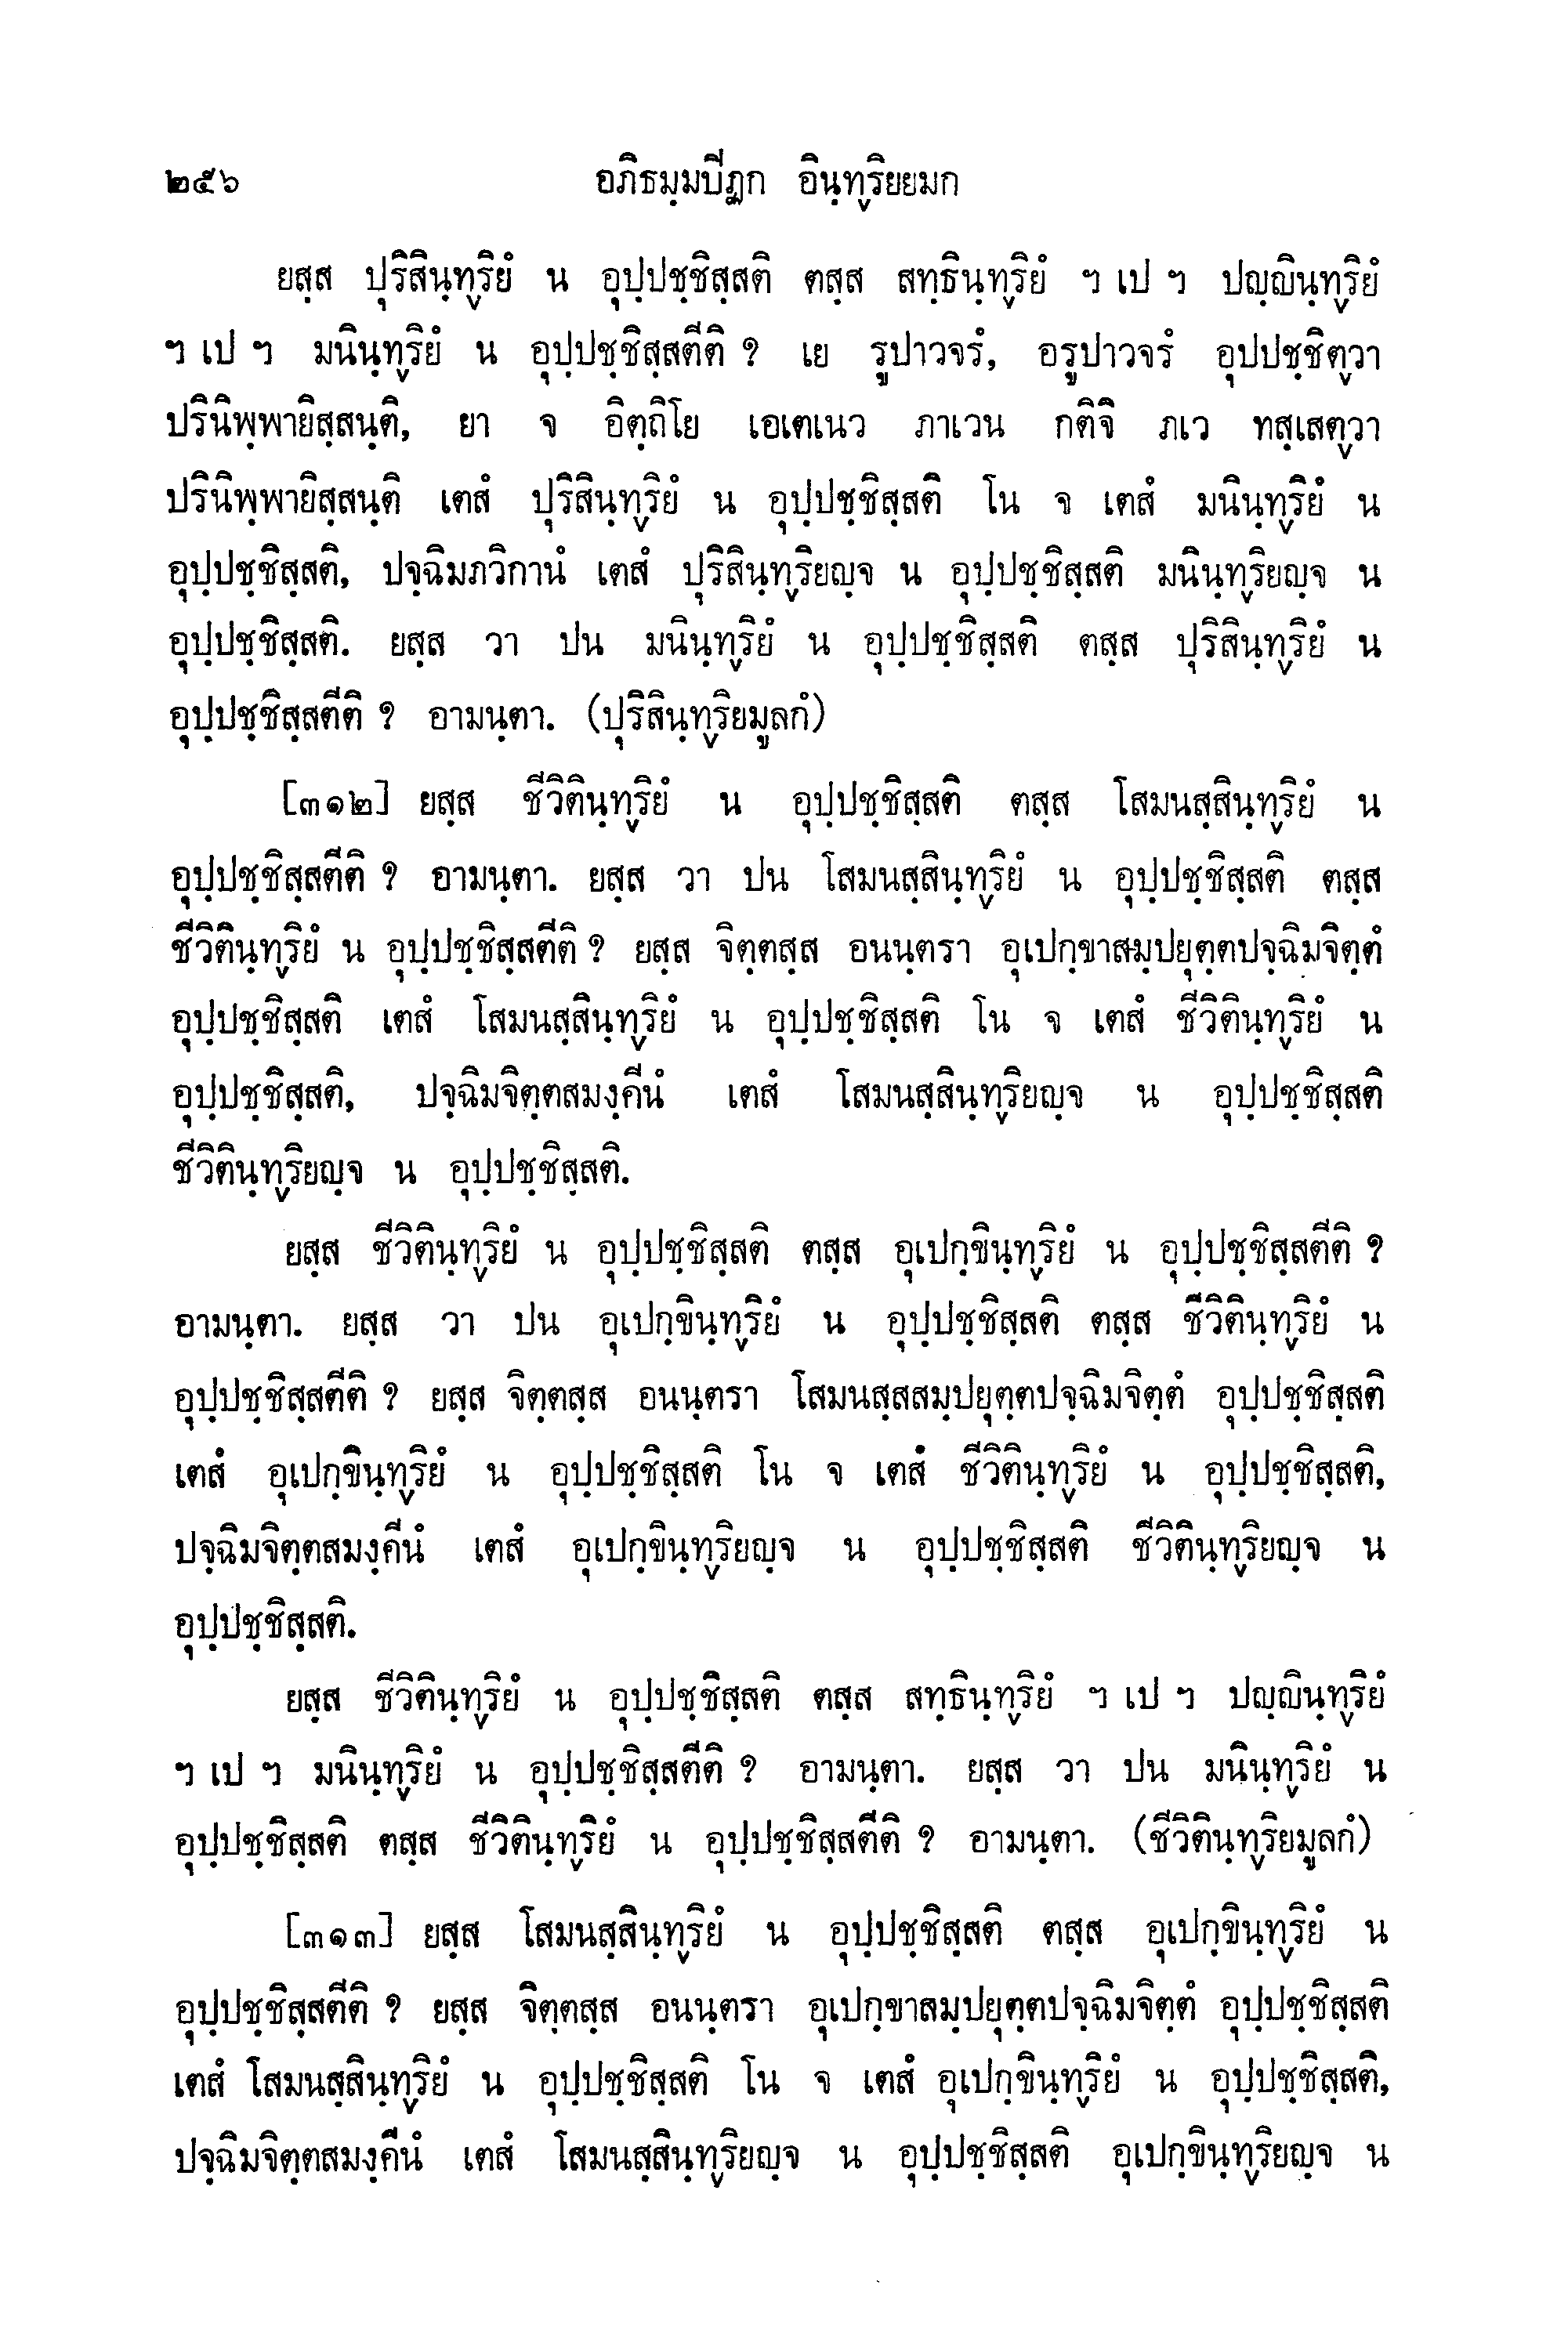 ๒๕๖ อภิธมฺมปิฏก อินฺทฺริยยมก
ยสฺส ปุริสินฺทฺริยํ น อุปฺปชฺชิสฺสติ ตสฺส สทฺธินฺทฺริยํ ฯ เป ฯ ปญฺญินฺทฺริยํ
ฯ เป ฯ มนินฺทฺริยํ น อุปฺปชฺชิสฺสตีติ ? เย รูปาวจรํ, อรูปาวจรํ อุปปชฺชิตฺวา
ปรินิพฺพายิสฺสนฺติ, ยา จ อิตฺถิโย เอเตเนว ภาเวน กติจิ ภเว ทสฺเสตฺวา
ปรินิพฺพายิสฺสนฺติ เตสํ ปุริสินฺทฺริยํ น อุปฺปชฺชิสฺสติ โน จ เตสํ มนินฺทฺริยํ น
อุปฺปชฺชิสฺสติ, ปจฺฉิมภวิกานํ เตสํ ปุริสินฺทฺริยญฺจ น อุปฺปชฺชิสฺสติ มนินฺทฺริยญฺจ น
อุปฺปชฺชิสฺสติ. ยสฺส วา ปน มนินฺทฺริยํ น อุปฺปชฺชิสฺสติ ตสฺส ปุริสินฺทฺริยํ น
อุปฺปชฺชิสฺสตีติ ? อามนฺตา. (ปุริสินฺทฺริยมูลกํ)
[๓๑๒] ยสฺส ชีวิตินฺทฺริยํ น อุปฺปชฺชิสฺสติ ตสฺส โสมนสฺสินฺทฺริยํ น
อุปฺปชฺชิสฺสตีติ ? อามนฺตา. ยสฺส วา ปน โสมนสฺสินฺทฺริยํ น อุปฺปชฺชิสฺสติ ตสฺส
ชีวิตินฺทฺริยํ น อุปฺปชฺชิสฺสตีติ ? ยสฺส จิตฺตสฺส อนนฺตรา อุเปกฺขาสมฺปยุตฺตปจฺฉิมจิตฺตํ
อุปฺปชฺชิสฺสติ เตสํ โสมนสฺสินฺทฺริยํ น อุปฺปชฺชิสฺสติ โน จ เตสํ ชีวิตินฺทฺริยํ น
อุปฺปชฺชิสฺสติ, ปจฺฉิมจิตฺตสมงฺคีนํ เตสํ โสมนสฺสินฺทฺริยญฺจ น อุปฺปชฺชิสฺสติ
ชีวิตินฺทฺริยญฺจ น อุปฺปชฺชิสฺสติ.
ยสฺส ชีวิตินฺทฺริยํ น อุปฺปชฺชิสฺสติ ตสฺส อุเปกฺขินฺทฺริยํ น อุปฺปชฺชิสฺสตีติ ?
อามนฺตา. ยสฺส วา ปน อุเปกฺขินฺทฺริยํ น อุปฺปชฺชิสฺสติ ตสฺส ชีวิตินฺทฺริยํ น
อุปฺปชฺชิสฺสตีติ ? ยสฺส จิตฺตสฺส อนนฺตรา โสมนสฺสสมฺปยุตฺตปจฺฉิมจิตฺตํ อุปฺปชฺชิสฺสติ
เตสํ อุเปกฺขินฺทฺริยํ น อุปฺปชฺชิสฺสติ โน จ เตสํ ชีวิตินฺทฺริยํ น อุปฺปชฺชิสฺสติ,
ปจฺฉิมจิตฺตสมงฺคีนํ เตสํ อุเปกฺขินฺทฺริยญฺจ น อุปฺปชฺชิสฺสติ ชีวิตินฺทฺริยญฺจ น
อุปฺปชฺชิสฺสติ.
ยสฺส ชีวิตินฺทฺริยํ น อุปฺปชฺชิสฺสติ ตสฺส สทฺธินฺทฺริยํ ฯ เป ฯ ปญฺญินฺทฺริยํ
ฯ เป ฯ มนินฺทฺริยํ น อุปฺปชฺชิสฺสตีติ ? อามนฺตา. ยสฺส วา ปน มนินฺทฺริยํ น
อุปฺปชฺชิสฺสติ ตสฺส ชีวิตินฺทฺริยํ น อุปฺปชฺชิสฺสตีติ ? อามนฺตา. (ชีวิตินฺทฺริยมูลกํ)
[๓๑๓] ยสฺส โสมนสฺสินฺทฺริยํ น อุปฺปชฺชิสฺสติ ตสฺส อุเปกฺขินฺทฺริยํ น
อุปฺปชฺชิสฺสตีติ ? ยสฺส จิตฺตสฺส อนนฺตรา อุเปกฺขาสมฺปยุตฺตปจฺฉิมจิตฺตํ อุปฺปชฺชิสฺสติ
เตสํ โสมนสฺสินฺทฺริยํ น อุปฺปชฺชิสฺสติ โน จ เตสํ อุเปกฺขินฺทฺริยํ น อุปฺปชฺชิสฺสติ,
ปจฺฉิมจิตฺตสมงฺคีนํ เตสํ โสมนสฺสินฺทฺริยญฺจ น อุปฺปชฺชิสฺสติ อุเปกฺขินฺทฺริยญฺจ น